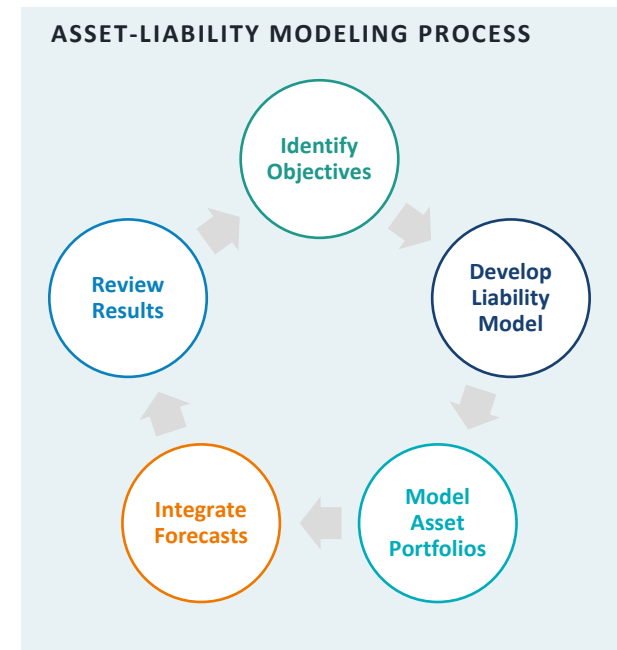 ASSET-LIABILITY MODELING PROCESS
Identify
Objectives
Develop
Liability
Model
Model
Asset
Portfolios
Integrate
Forecasts
Review
Results